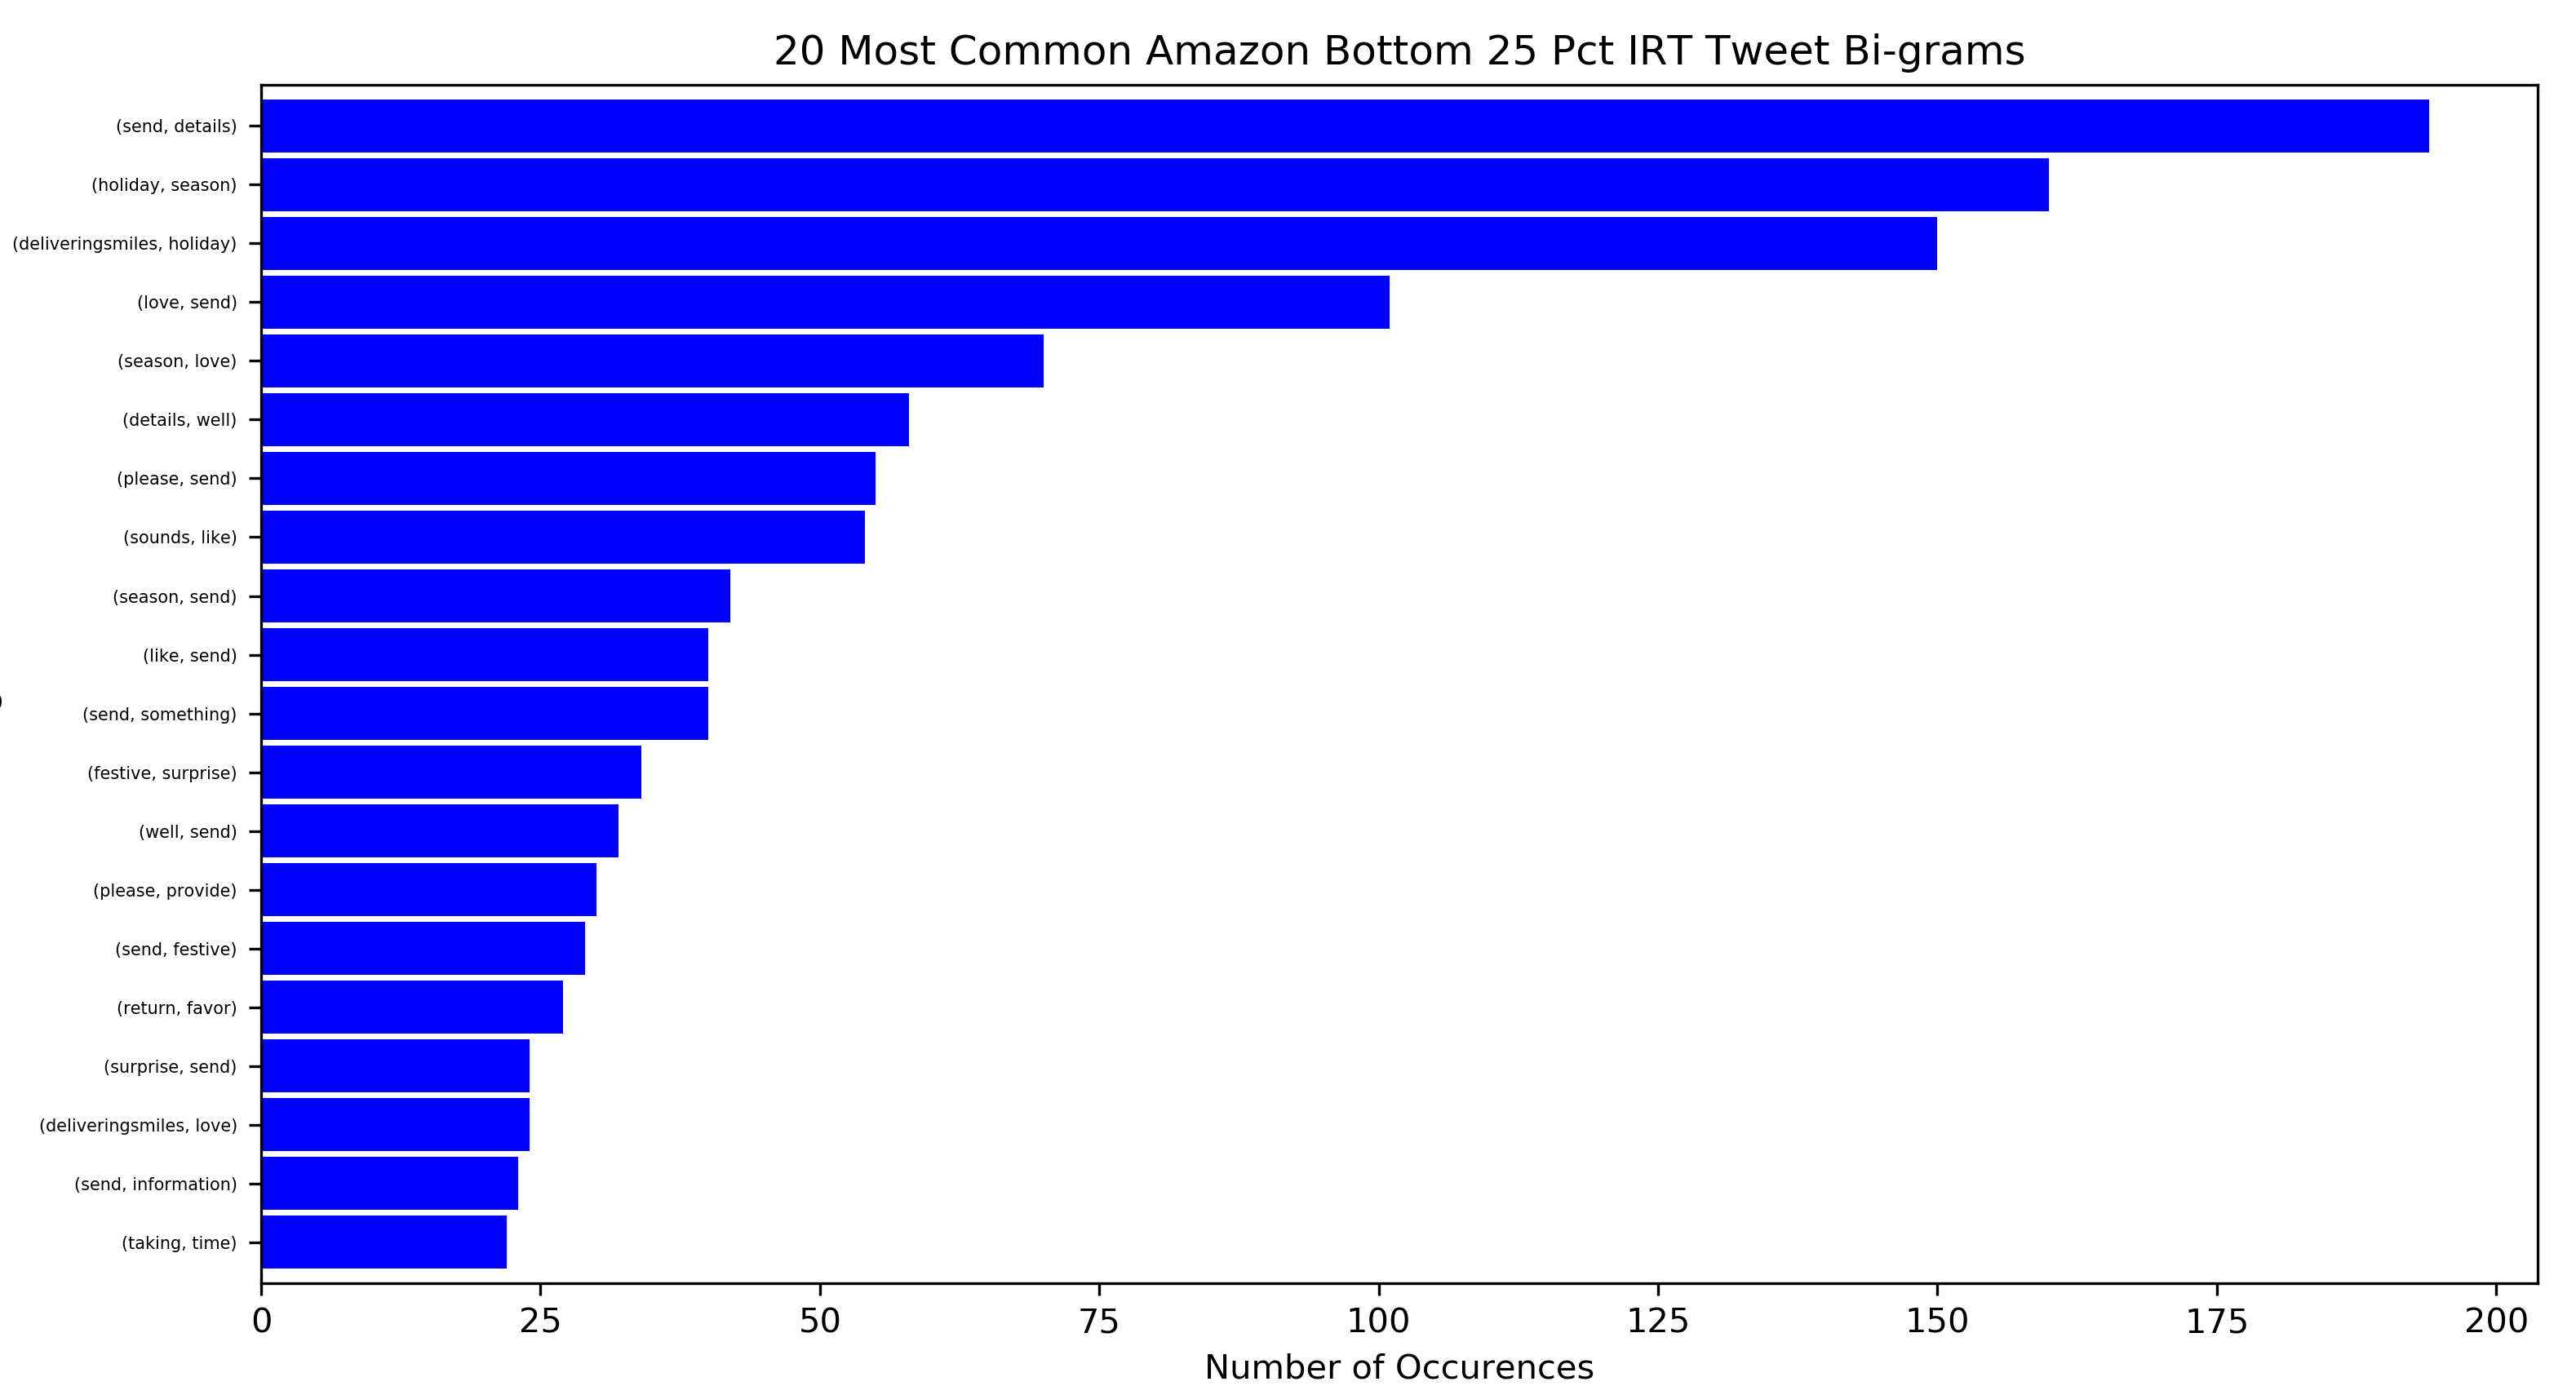 20 Most Common Amazon Bottom 25 Pct IRT Tweet Bi-grams
(send, details)
(holiday, season)
(deliveringsmiles, holiday)
(love, send)
(season, love)
(details, well)
(please, send)
(sounds, like)
(season, send)
(like, send)
(send, something)
(festive, surprise)
(well, send)
(please, provide)
(send, festive)
(return, favor)
(surprise, send)
(deliveringsmiles, love)
(send, information)
(taking, time)
0 25 50 75 100 125 150 175 200
Number of Occurences